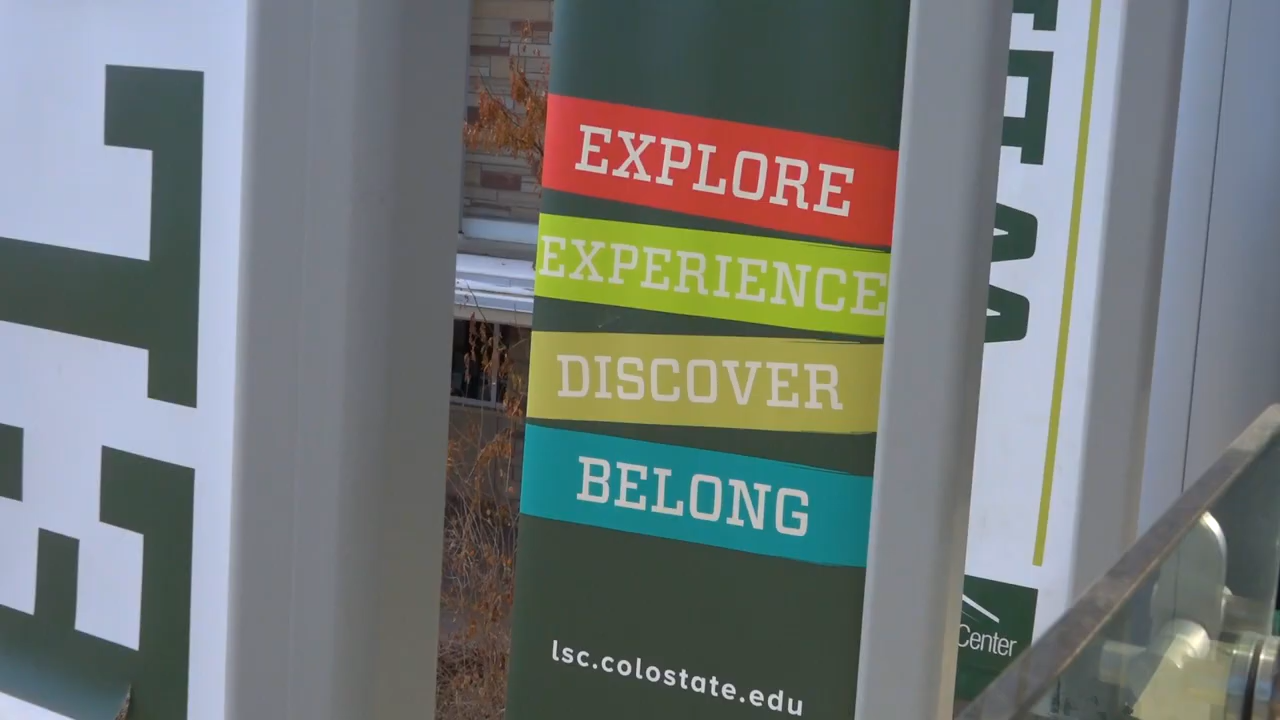 EXPLORE
EXPERIENCE
DISCOVER
BELONG
lsc.colostate.edu
Center